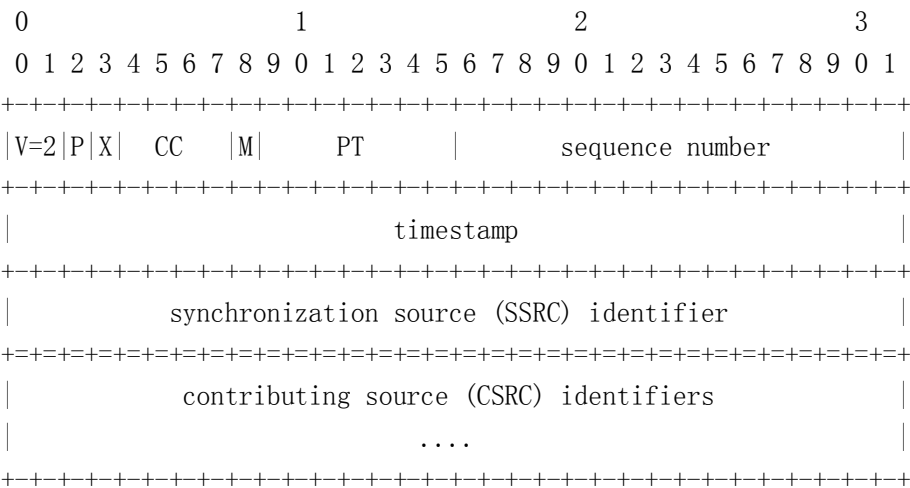 0                   1                   2                   3
 0 1 2 3 4 5 6 7 8 9 0 1 2 3 4 5 6 7 8 9 0 1 2 3 4 5 6 7 8 9 0 1
+-+-+-+-+-+-+-+-+-+-+-+-+-+-+-+-+-+-+-+-+-+-+-+-+-+-+-+-+-+-+-+-+
|V=2|P|X|  CC   |M|     PT      |       sequence number         |
+-+-+-+-+-+-+-+-+-+-+-+-+-+-+-+-+-+-+-+-+-+-+-+-+-+-+-+-+-+-+-+-+
|                           timestamp                           |
+-+-+-+-+-+-+-+-+-+-+-+-+-+-+-+-+-+-+-+-+-+-+-+-+-+-+-+-+-+-+-+-+
|           synchronization source (SSRC) identifier            |
+=+=+=+=+=+=+=+=+=+=+=+=+=+=+=+=+=+=+=+=+=+=+=+=+=+=+=+=+=+=+=+=+
|            contributing source (CSRC) identifiers             |
|                             ....                              |
+-+-+-+-+-+-+-+-+-+-+-+-+-+-+-+-+-+-+-+-+-+-+-+-+-+-+-+-+-+-+-+-+